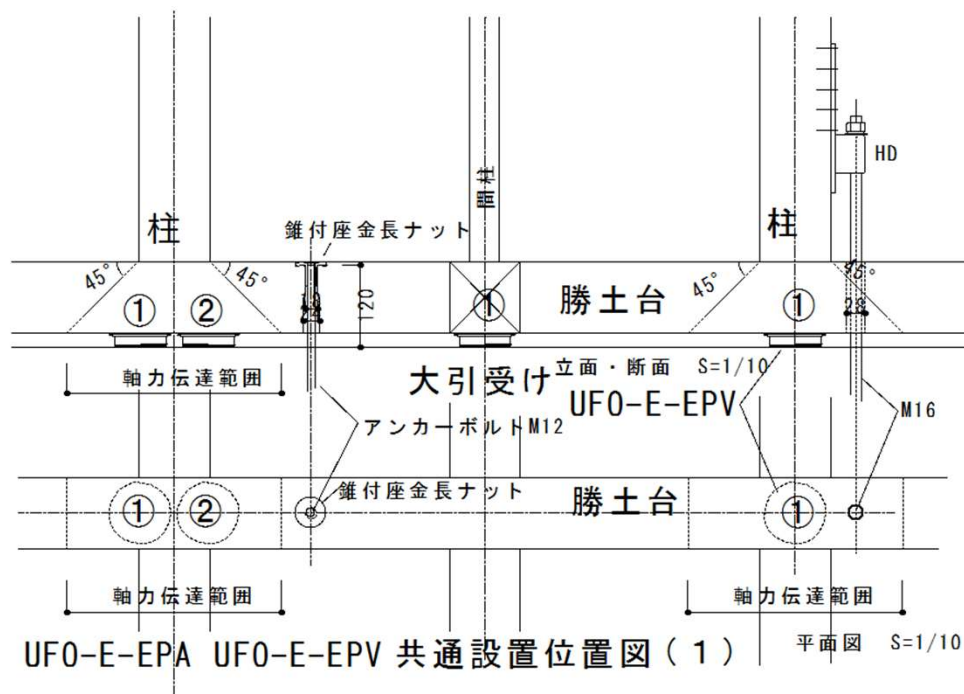 HD
間柱
柱
柱
錐付座金長ナット
45°
45°
45°
45°
120
28
①
②
①
勝土台
①
軸力伝達範囲
大引受け
立面・断面 S=1/10
UFO-E-EPV
アンカーボルトM12
M16
錐付座金長ナット
勝土台
①
②
①
軸力伝達範囲
軸力伝達範囲
平面図 S=1/10
UFO-E-EPA UFO-E-EPV 共通設置位置図(1)